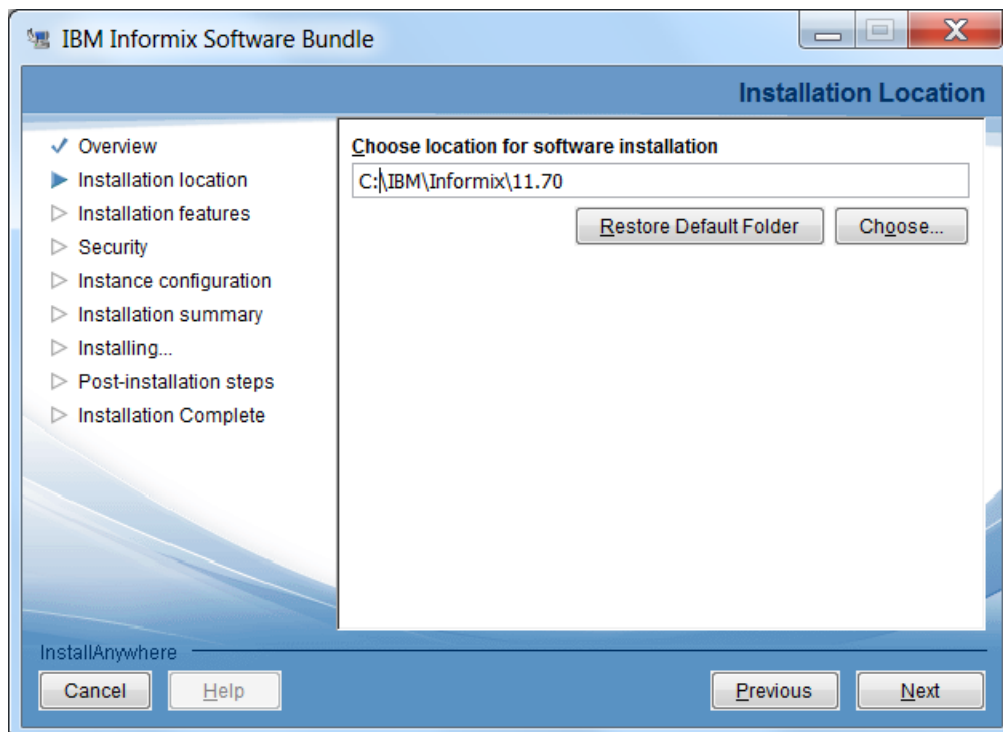 IBM Informix Software Bundle
Installation Location
Overview
Installation location
Installation features
Security
Instance configuration
Installation summary
Installing...
Post-installation steps
Installation Complete
Choose location for software installation
C:\IBM\Informix\11.70
Restore Default Folder
Choose...
InstallAnywhere
Cancel
Help
Previous
Next